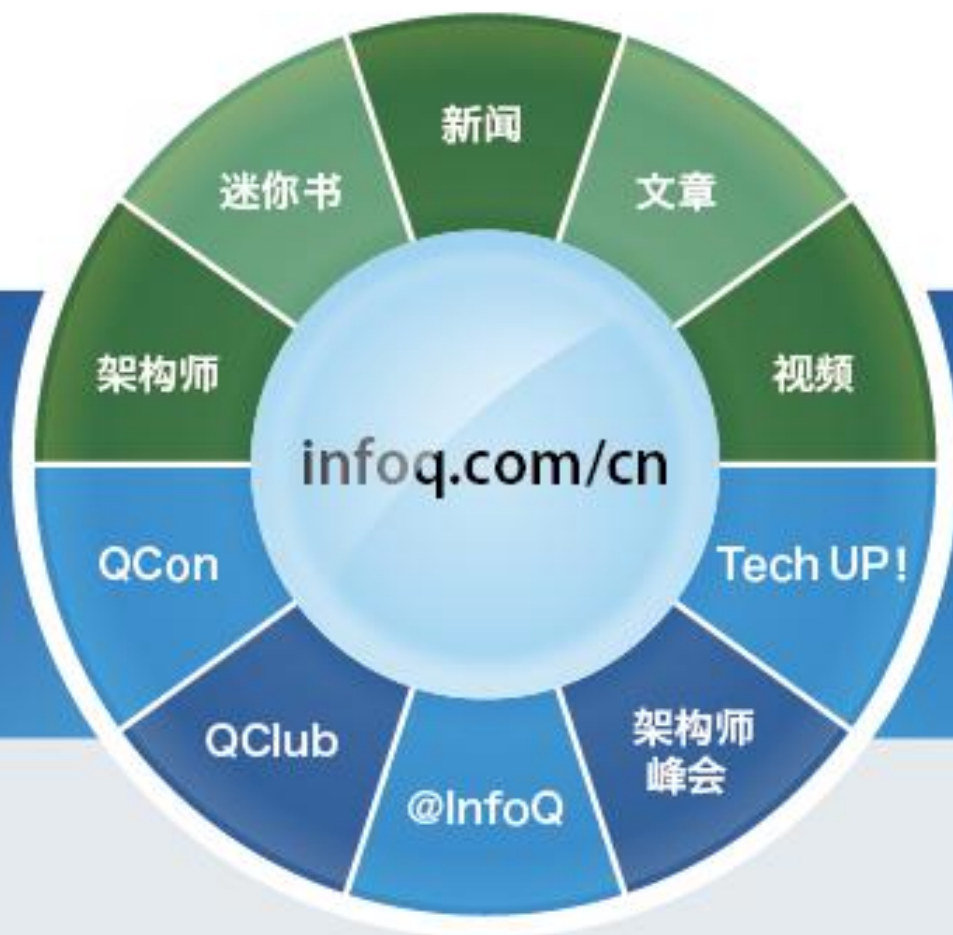 新闻
迷你书
文章
架构师
视频
infoq.com/cn
QCon
Tech UP!
QClub
架构师
峰会
@InfoQ